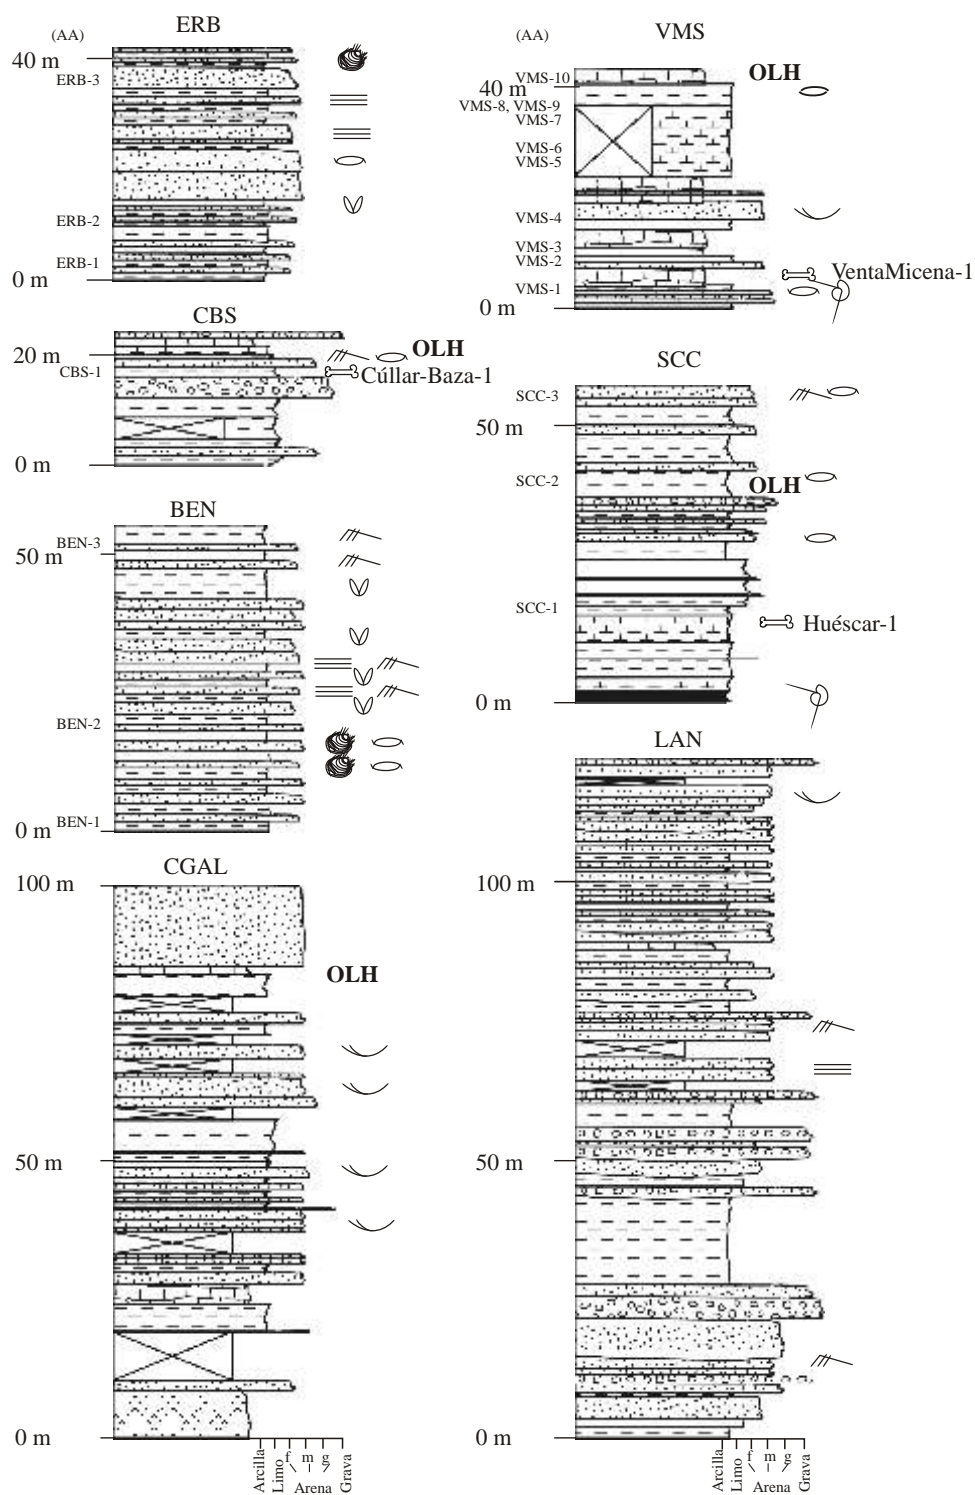 ERB
(AA)
40 m
ERB-3
ERB-2
ERB-1
0 m
CBS
20 m
OLH
CBS-1
Cúllar-Baza-1
0 m
BEN
BEN-3
50 m
BEN-2
0 m
BEN-1
CGAL
100 m
OLH
50 m
0 m
Arcilla
Limo
f
m
g
Arena
Grava
VMS
(AA)
OLH
VMS-10
40 m
VMS-8, VMS-9
VMS-7
VMS-6
VMS-5
VMS-4
VMS-3
VMS-2
VentaMicena-1
VMS-1
0 m
SCC
SCC-3
50 m
SCC-2
OLH
SCC-1
Huéscar-1
0 m
LAN
100 m
50 m
0 m
Arcilla
Limo
f
m
g
Arena
Grava